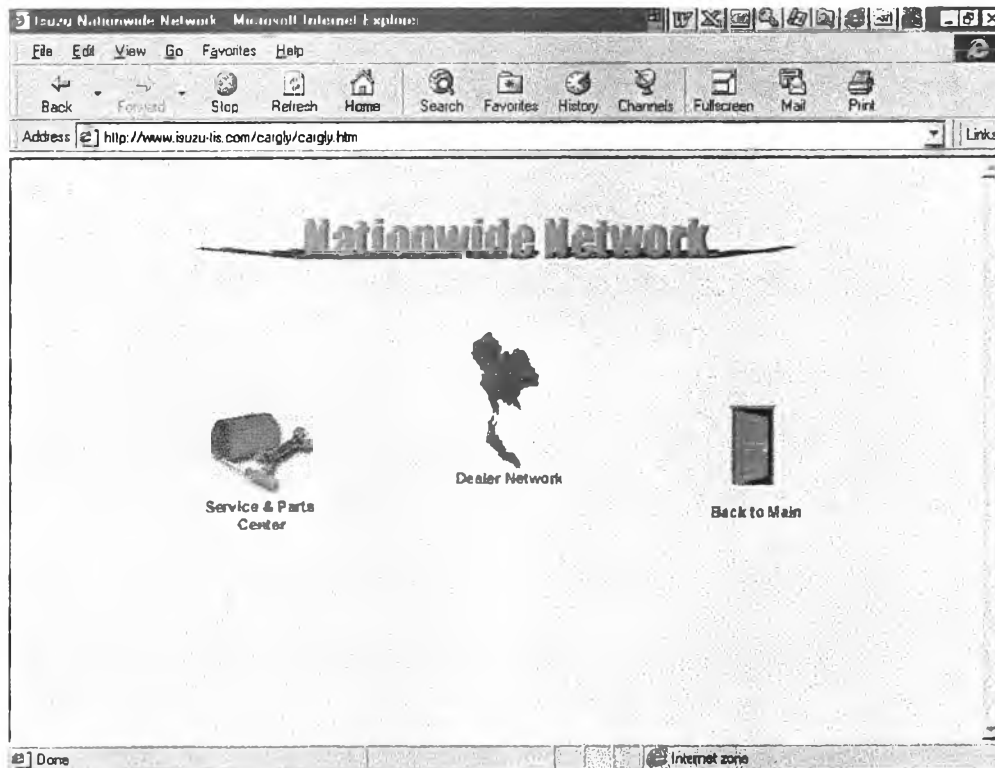 Isuzu Nationwide Network - Microsoft Internet Explorer
File Edit View Go Favorites Help
Back Forward Stop Refresh Home Search Favorites History Channels Fullscreen Mail Print
Address http://www.isuzu-tis.com/cargly/cargly.htm Links
Nationwide Network
Dealer Network
Service & Parts
Center
Back to Main
Done Internet zone